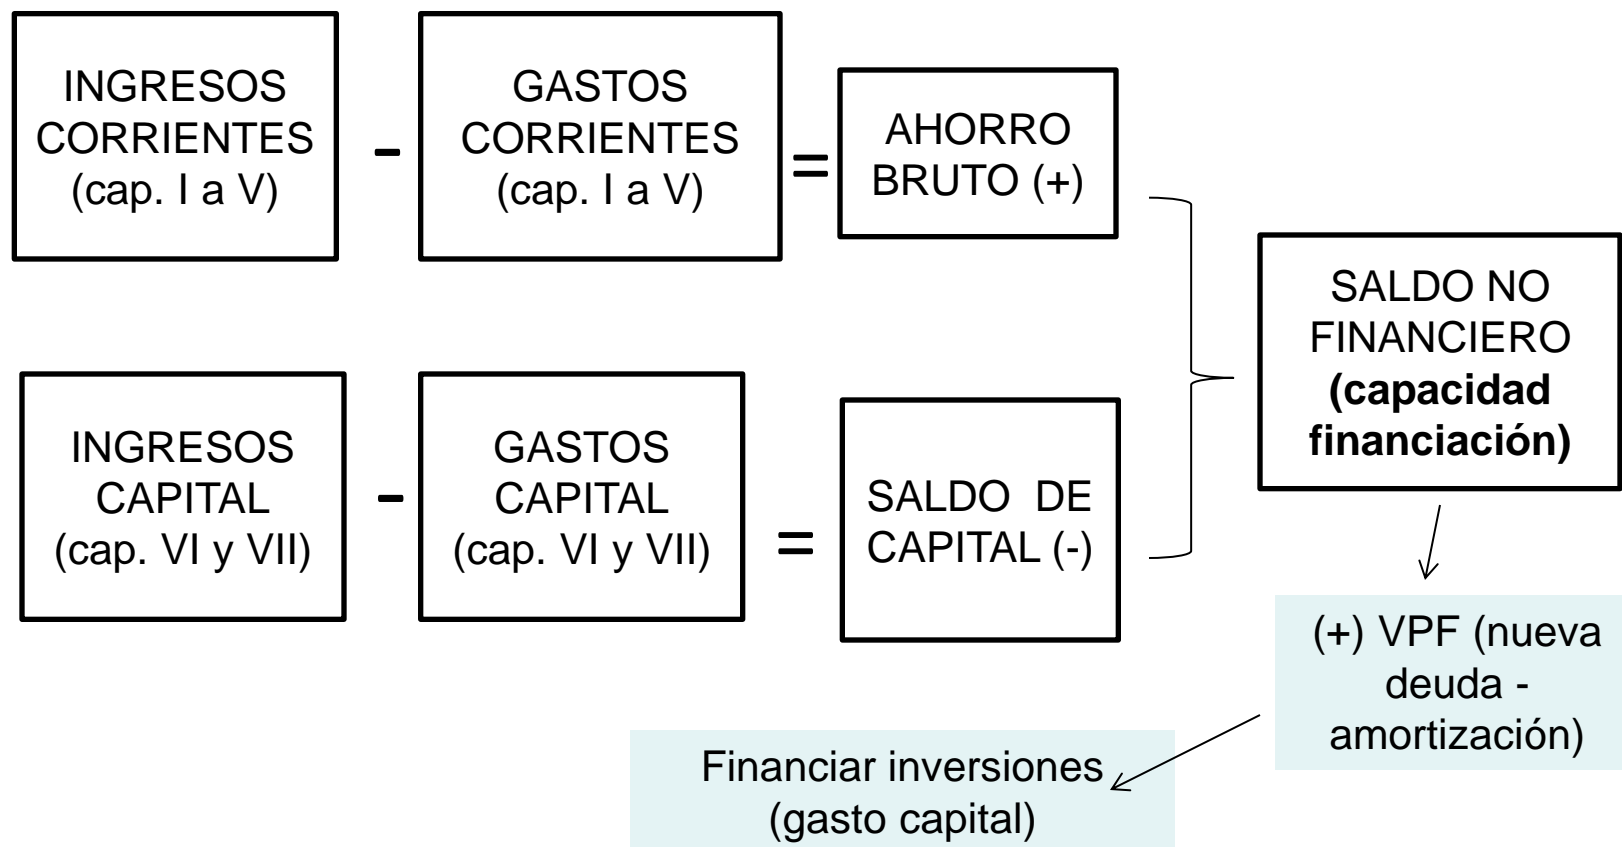 INGRESOS
CORRIENTES
(cap. I a V)
-
GASTOS
CORRIENTES
(cap. I a V)
=
AHORRO
BRUTO (+)
INGRESOS
CAPITAL
(cap. VI y VII)
-
GASTOS
CAPITAL
(cap. VI y VII)
=
SALDO DE
CAPITAL (-)
SALDO NO
FINANCIERO
(capacidad
financiación)
(+) VPF (nueva
deuda -
amortización)
Financiar inversiones
(gasto capital)